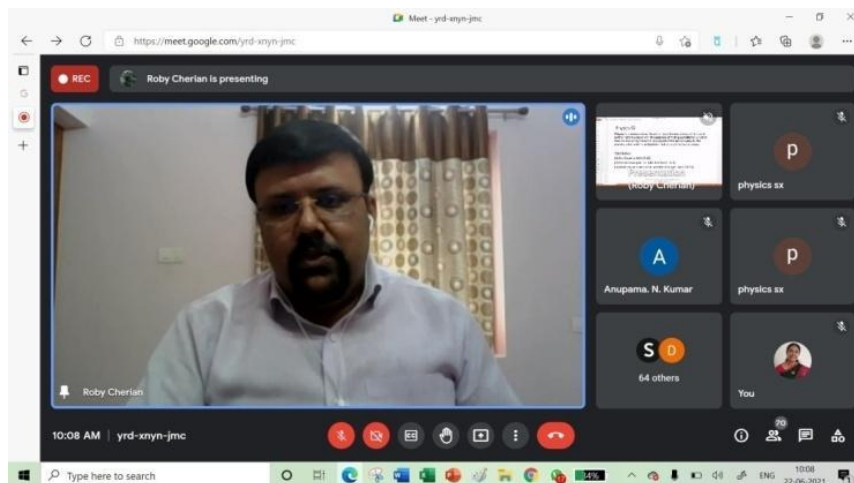 Meet - yrd-xnyn-jmc
https://meet.google.com/yrd-xnyn-jmc
REC
Roby Cherian is presenting
Presentation
(Roby Cherian)
p
physics sx
A
Anupama. N. Kumar
p
physics sx
S D
64 others
You
Roby Cherian
10:08 AM | yrd-xnyn-jmc
70
Type here to search
ENG
10:08
22-06-2021